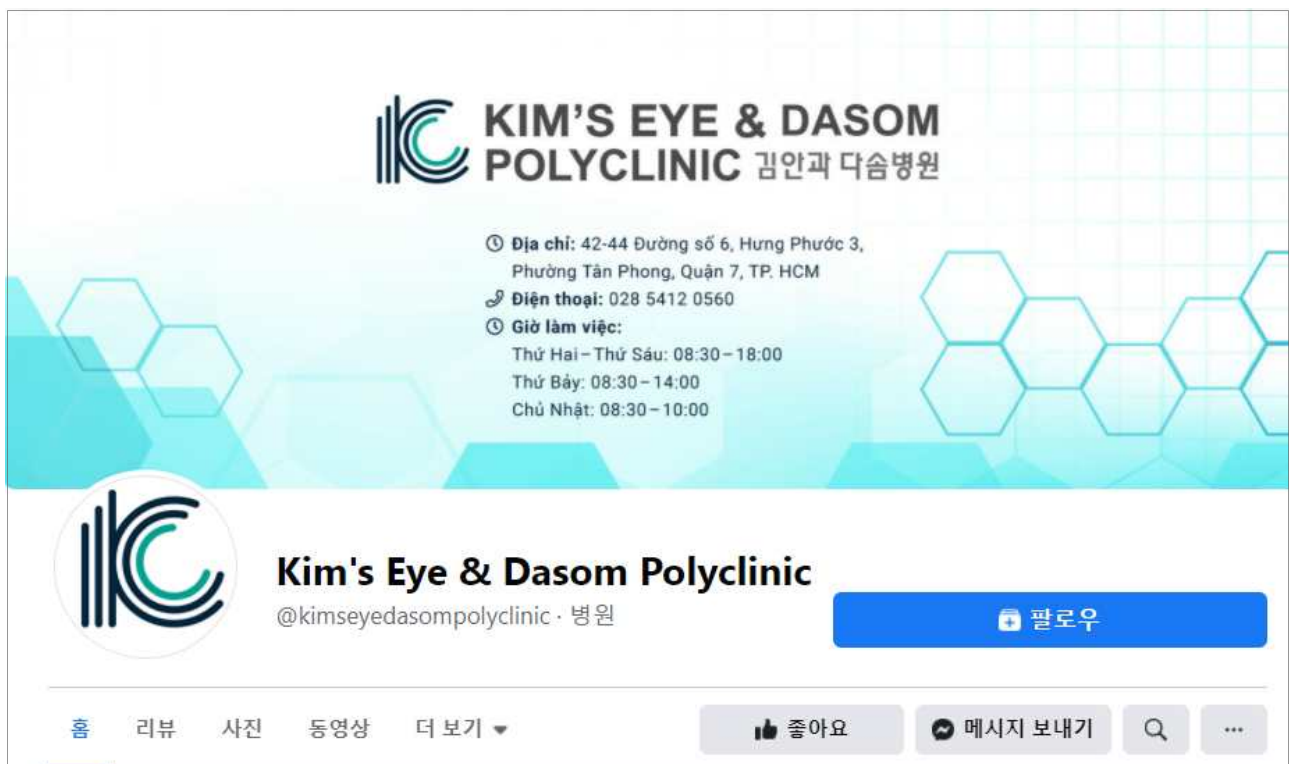 KIM'S EYE & DASOM
POLYCLINIC 김안과 다솜병원
Địa chỉ: 42-44 Đường số 6, Hưng Phước 3,
Phường Tân Phong, Quận 7, TP. HCM
Điện thoại: 028 5412 0560
Giờ làm việc:
Thứ Hai – Thứ Sáu: 08:30 – 18:00
Thứ Bảy: 08:30 – 14:00
Chủ Nhật: 08:30 – 10:00
Kim's Eye & Dasom Polyclinic
@kimseyedasompolyclinic · 병원
팔로우
홈 리뷰 사진 동영상 더 보기 좋아요 메시지 보내기 ...